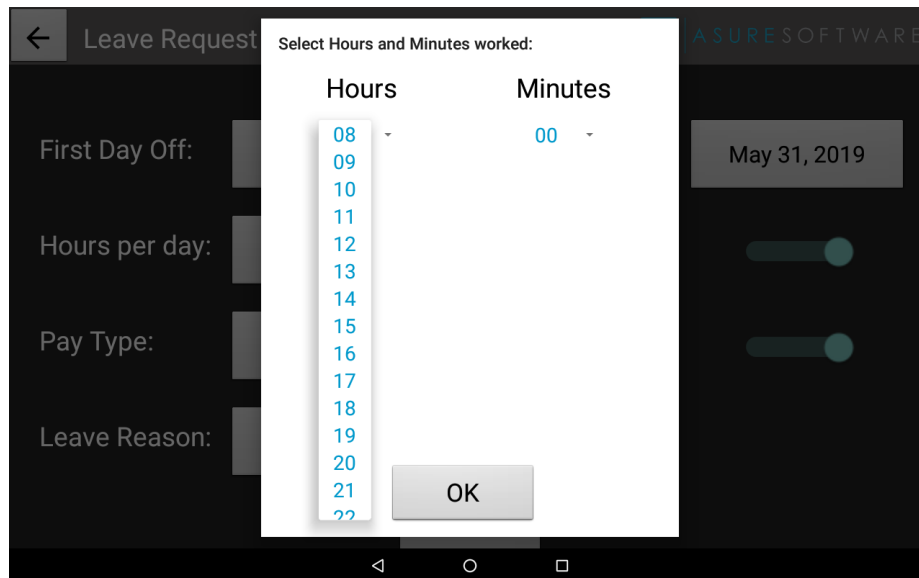 Leave Request
ASURESOFTWARE
Select Hours and Minutes worked:
Hours
Minutes
08
00
09
10
11
12
13
14
15
16
17
18
19
20
21
22
OK
First Day Off:
May 31, 2019
Hours per day:
Pay Type:
Leave Reason: